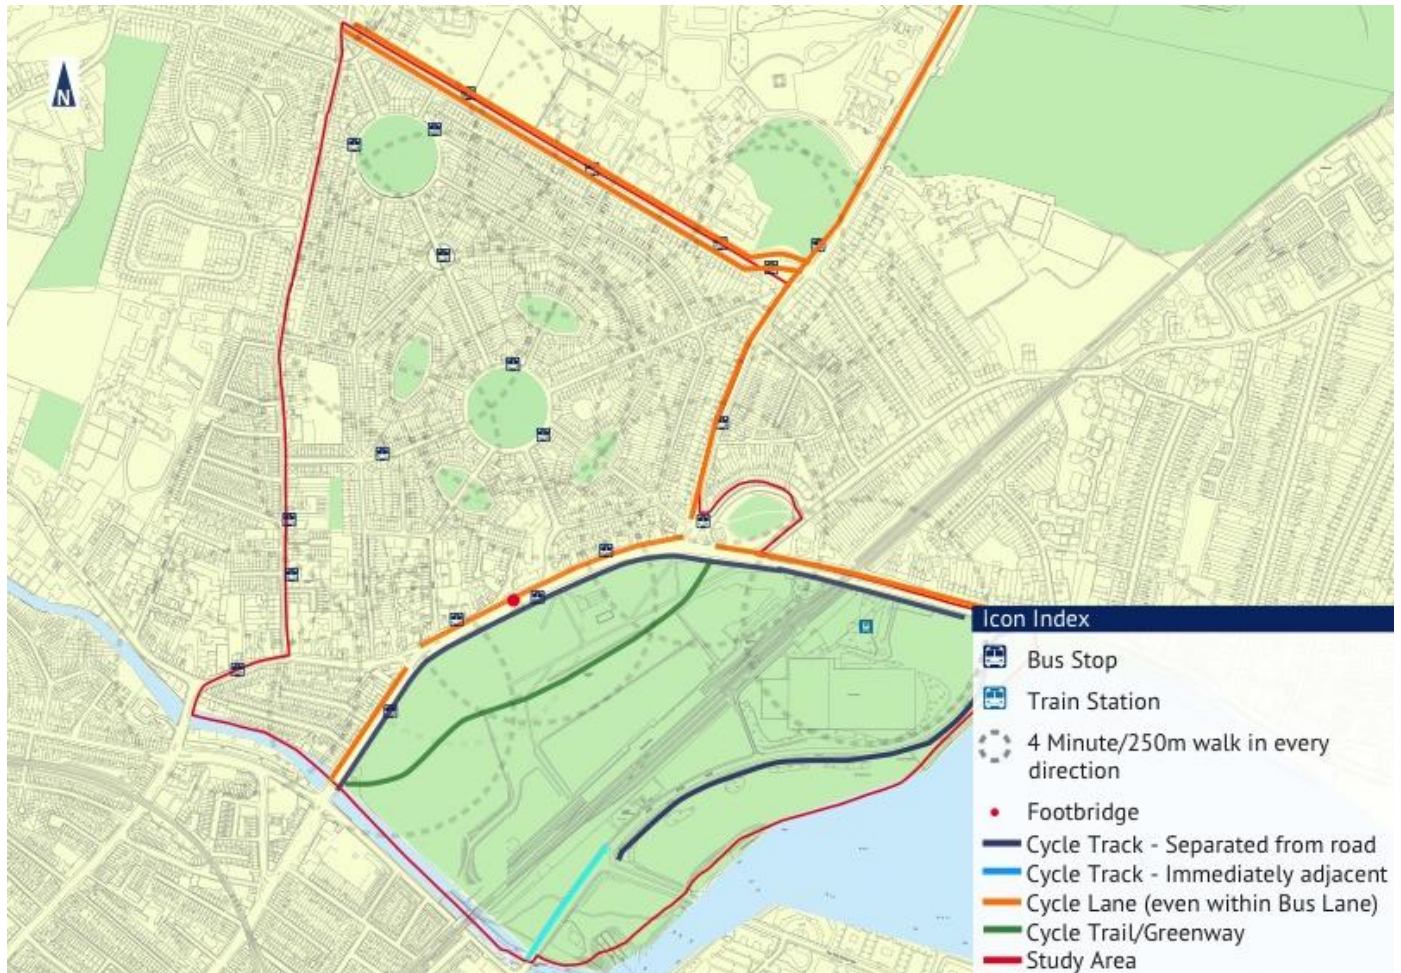 N
Icon Index
Bus Stop
Train Station
4 Minute/250m walk in every
direction
Footbridge
Cycle Track - Separated from road
Cycle Track - Immediately adjacent
Cycle Lane (even within Bus Lane)
Cycle Trail/Greenway
Study Area